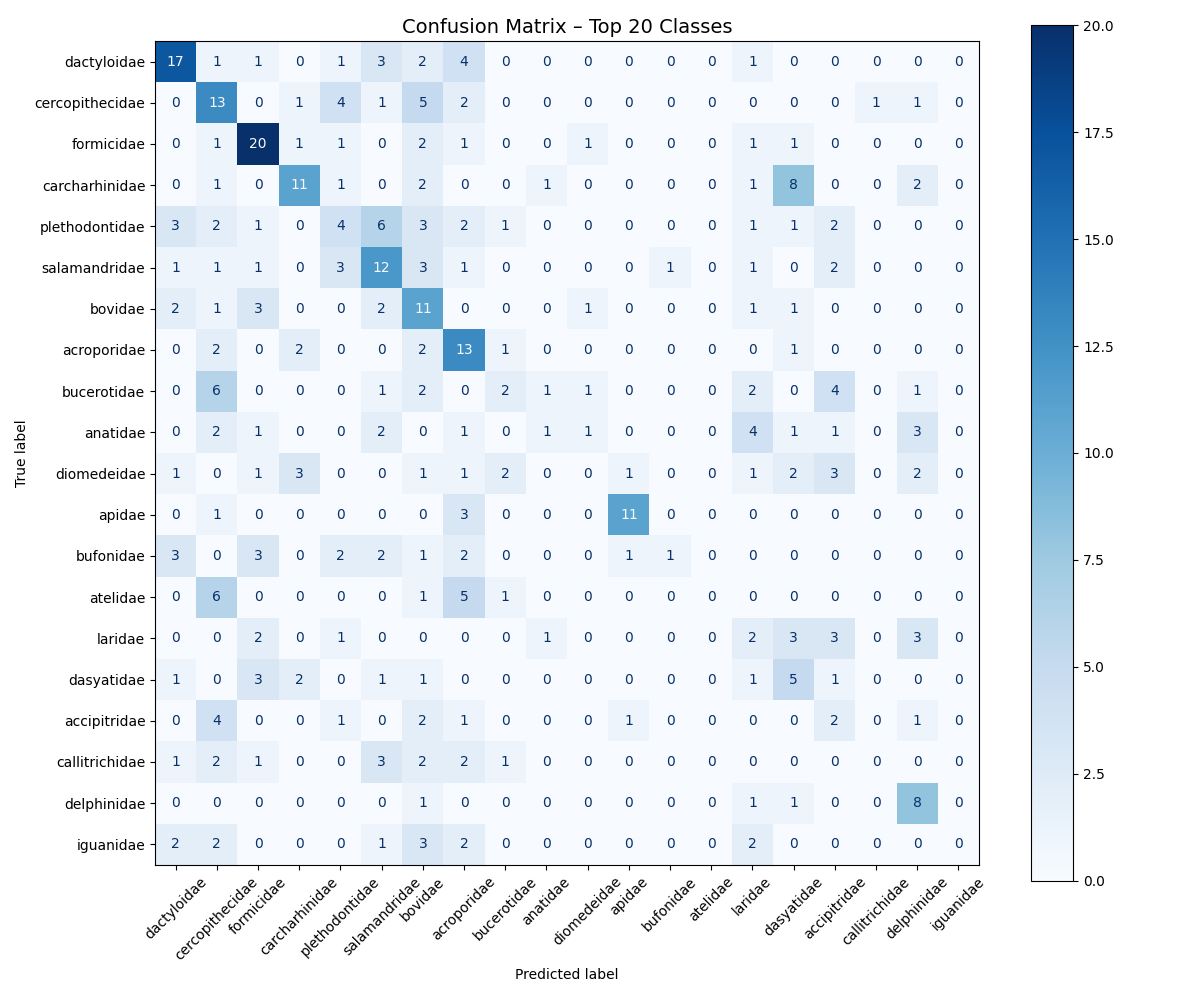 Confusion Matrix – Top 20 Classes
True label
dactyloidae 17 1 1 0 1 3 2 4 0 0 0 0 0 0 1 0 0 0 0 0
cercopithecidae 0 13 0 1 4 1 5 2 0 0 0 0 0 0 0 0 0 1 1 0
formicidae 0 1 20 1 1 0 2 1 0 0 1 0 0 0 1 1 0 0 0 0
carcharhinidae 0 1 0 11 1 0 2 0 0 1 0 0 0 0 1 8 0 0 2 0
plethodontidae 3 2 1 0 4 6 3 2 1 0 0 0 0 0 1 1 2 0 0 0
salamandridae 1 1 1 0 3 12 3 1 0 0 0 0 1 0 1 0 2 0 0 0
bovidae 2 1 3 0 0 2 11 0 0 0 1 0 0 0 1 1 0 0 0 0
acroporidae 0 2 0 2 0 0 2 13 1 0 0 0 0 0 0 1 0 0 0 0
bucerotidae 0 6 0 0 0 1 2 0 2 1 1 0 0 0 2 0 4 0 1 0
anatidae 0 2 1 0 0 2 0 1 0 1 1 0 0 0 4 1 1 0 3 0
diomedeidae 1 0 1 3 0 0 1 1 2 0 0 1 0 0 1 2 3 0 2 0
apidae 0 1 0 0 0 0 0 3 0 0 0 11 0 0 0 0 0 0 0 0
bufonidae 3 0 3 0 2 2 1 2 0 0 0 1 1 0 0 0 0 0 0 0
atelidae 0 6 0 0 0 0 1 5 1 0 0 0 0 0 0 0 0 0 0 0
laridae 0 0 2 0 1 0 0 0 0 1 0 0 0 0 2 3 3 0 3 0
dasyatidae 1 0 3 2 0 1 1 0 0 0 0 0 0 0 1 5 1 0 0 0
accipitridae 0 4 0 0 1 0 2 1 0 0 0 1 0 0 0 0 2 0 1 0
callitrichidae 1 2 1 0 0 3 2 2 1 0 0 0 0 0 0 0 0 0 0 0
delphinidae 0 0 0 0 0 0 1 0 0 0 0 0 0 0 1 1 0 0 8 0
iguanidae 2 2 0 0 0 1 3 2 0 0 0 0 0 0 2 0 0 0 0 0
dactyloidae cercopithecidae formicidae carcharhinidae plethodontidae salamandridae bovidae acroporidae bucerotidae anatidae diomedeidae apidae bufonidae atelidae laridae dasyatidae accipitridae callitrichidae delphinidae iguanidae
Predicted label
20.0
17.5
15.0
12.5
10.0
7.5
5.0
2.5
0.0